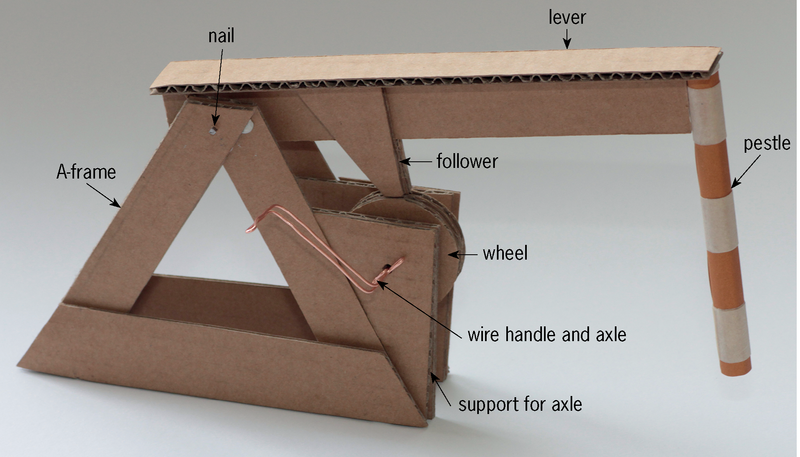 lever
nail
pestle
follower
A-frame
wheel
wire handle and axle
support for axle